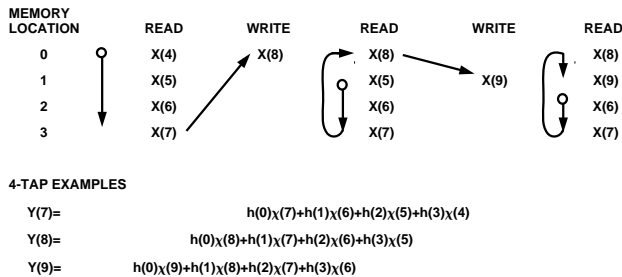 MEMORY
LOCATION READ WRITE READ WRITE READ
0 X(4) X(8) X(8) X(8)
1 X(5) X(5) X(9) X(9)
2 X(6) X(6) X(6)
3 X(7) X(7) X(7)
4-TAP EXAMPLES
Y(7)= h(0)χ(7)+h(1)χ(6)+h(2)χ(5)+h(3)χ(4)
Y(8)= h(0)χ(8)+h(1)χ(7)+h(2)χ(6)+h(3)χ(5)
Y(9)= h(0)χ(9)+h(1)χ(8)+h(2)χ(7)+h(3)χ(6)